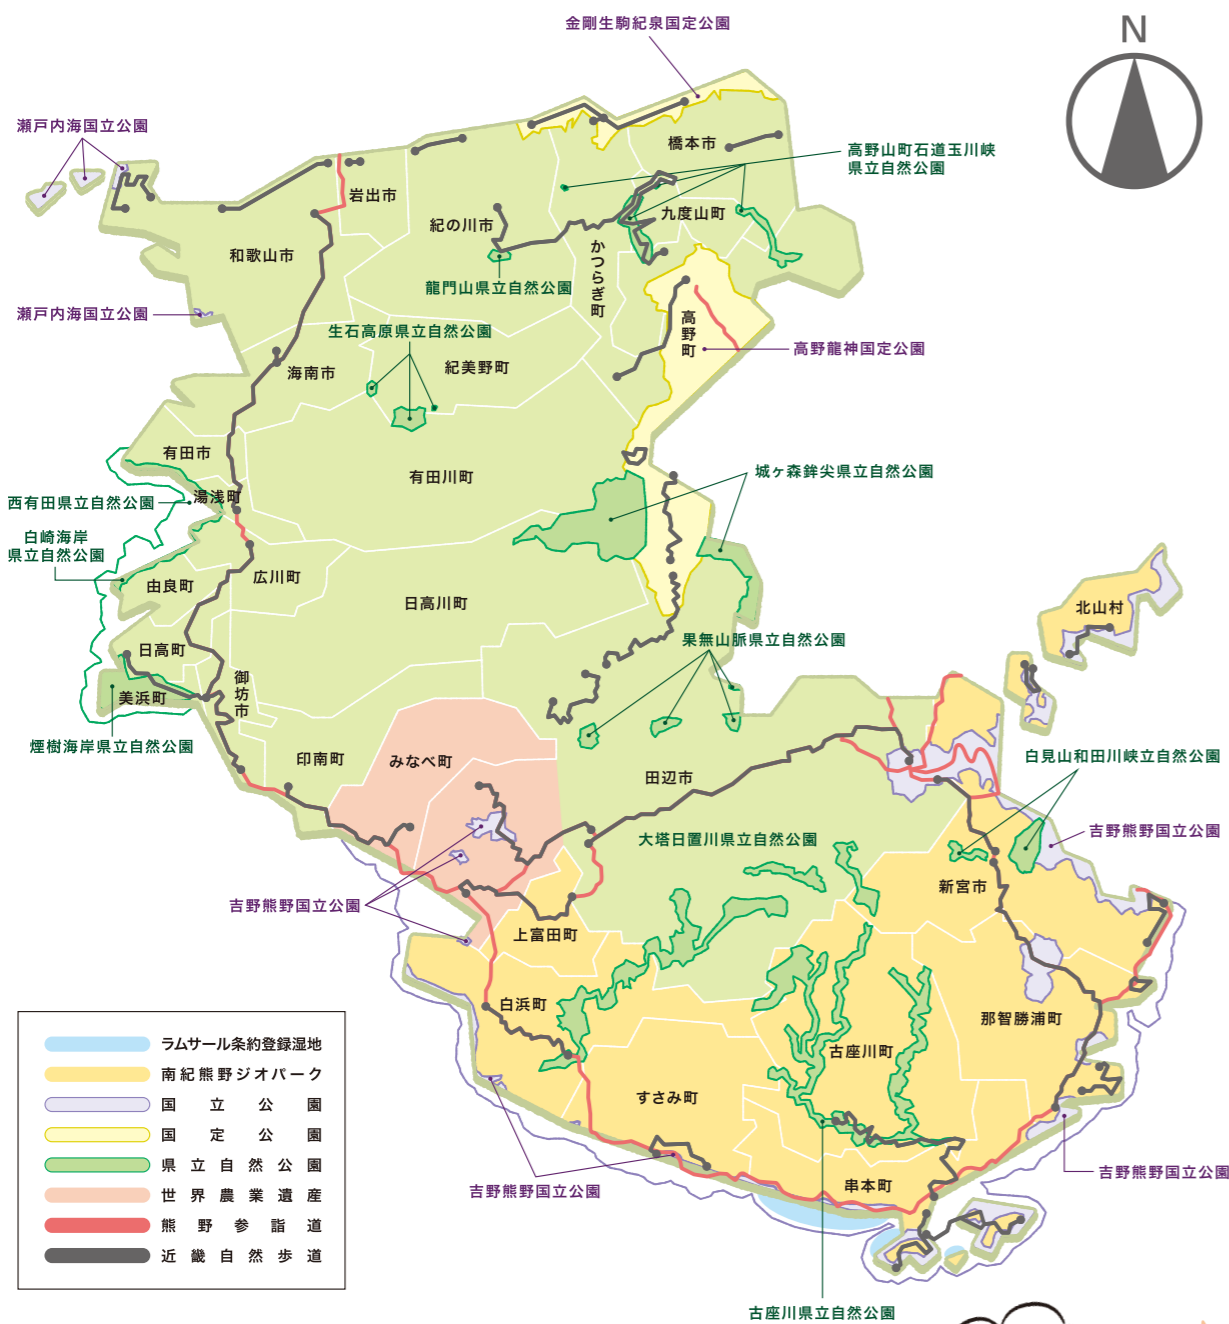 金剛生駒紀泉国定公園
N
瀬戸内海国立公園
橋本市
高野山町石道玉川峡
県立自然公園
岩出市
紀の川市
九度山町
和歌山市
かつらぎ町
龍門山県立自然公園
瀬戸内海国立公園
生石高原県立自然公園
高野町
高野龍神国定公園
海南市
紀美野町
有田市
有田川町
城ヶ森鉾尖県立自然公園
湯浅町
西有田県立自然公園
白崎海岸
県立自然公園
由良町
広川町
日高川町
北山村
果無山脈県立自然公園
日高町
御坊市
美浜町
煙樹海岸県立自然公園
印南町
みなべ町
田辺市
白見山和田川峡立自然公園
大塔日置川県立自然公園
吉野熊野国立公園
新宮市
吉野熊野国立公園
上富田町
白浜町
那智勝浦町
古座川町
すさみ町
吉野熊野国立公園
串本町
吉野熊野国立公園
古座川県立自然公園
ラムサール条約登録湿地
南紀熊野ジオパーク
国立公園
国定公園
県立自然公園
世界農業遺産
熊野参詣道
近畿自然歩道